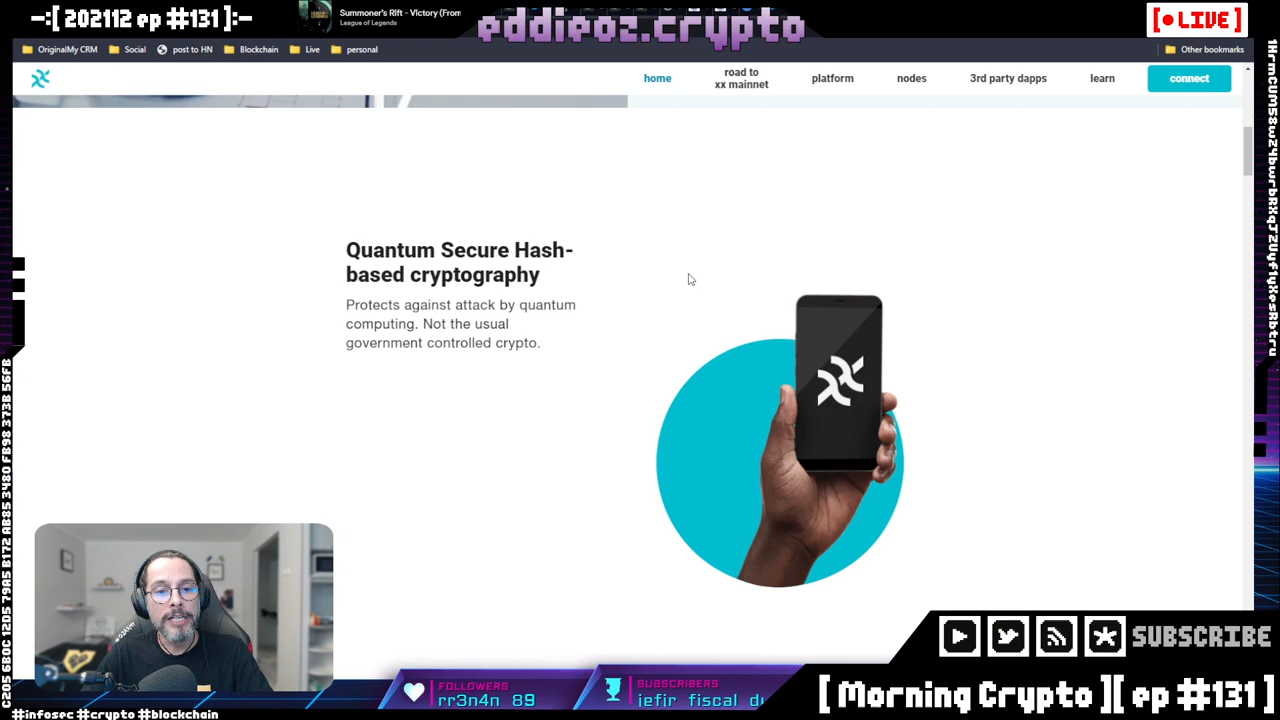 -:[ 202112 ep #131 ]:-
Summoner's Rift - Victory (From
League of Legends
eddieoz.crypto
[•LIVE]
OriginalMy CRM
Social
post to HN
Blockchain
Live
personal
Other bookmarks
home
road to
xx mainnet
platform
nodes
3rd party dapps
learn
connect
Quantum Secure Hash-
based cryptography
Protects against attack by quantum
computing. Not the usual
government controlled crypto.
SUBSCRIBE
FOLLOWERS
rr3n4n 89
SUBSCRIBERS
iefir fiscal du
[ Morning Crypto ][ ep #131 ]
#infosec #crypto #blockchain